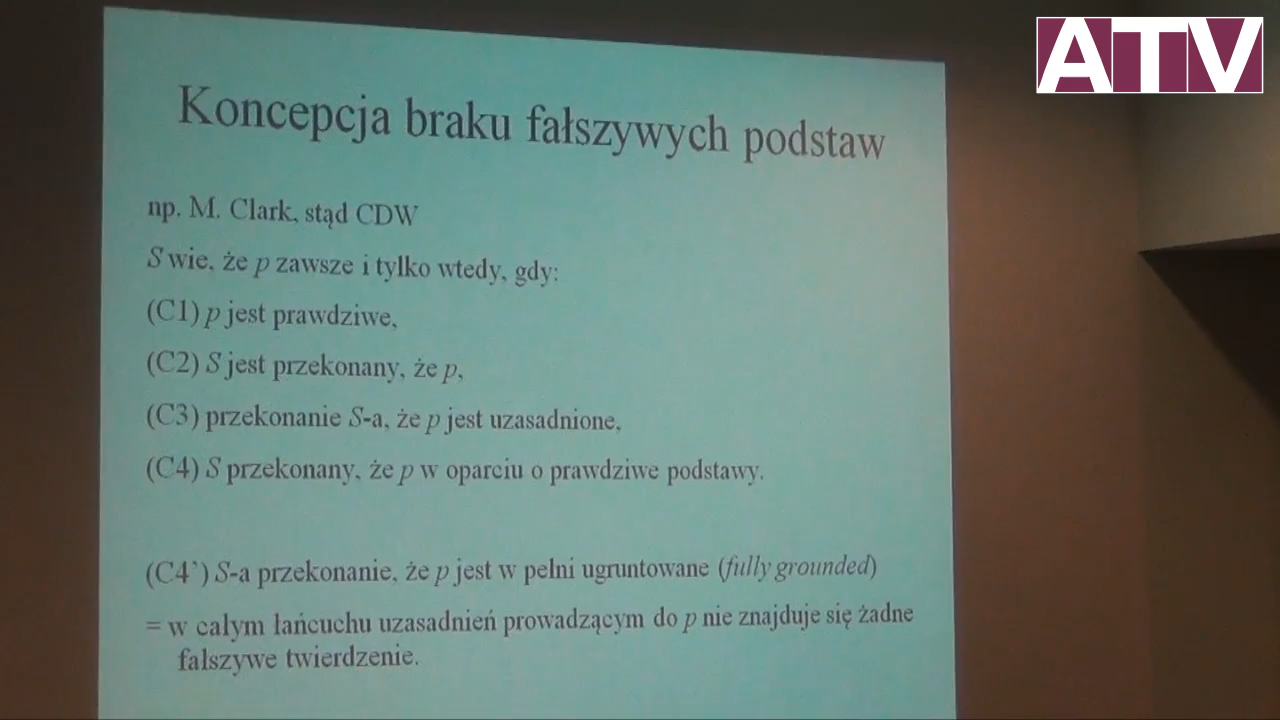 ATV
Koncepcja braku fałszywych podstaw
np. M. Clark, stąd CDW
S wie, że p zawsze i tylko wtedy, gdy:
(C1) p jest prawdziwe,
(C2) S jest przekonany, że p,
(C3) przekonanie S-a, że p jest uzasadnione,
(C4) S przekonany, że p w oparciu o prawdziwe podstawy.
(C4’) S-a przekonanie, że p jest w pełni ugruntowane (fully grounded)
= w całym łańcuchu uzasadnień prowadzącym do p nie znajduje się żadne
fałszywe twierdzenie.